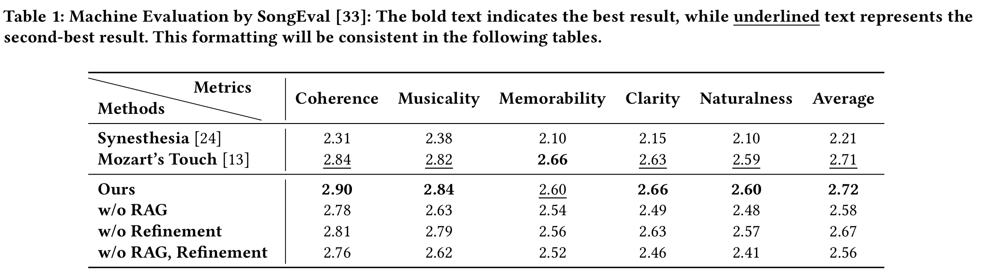 Table 1: Machine Evaluation by SongEval [33]: The bold text indicates the best result, while underlined text represents the
second-best result. This formatting will be consistent in the following tables.
Metrics
Methods
Coherence Musicality Memorability Clarity Naturalness Average
Synesthesia [24] 2.31 2.38 2.10 2.15 2.10 2.21
Mozart's Touch [13] 2.84 2.82 2.66 2.63 2.59 2.71
Ours 2.90 2.84 2.60 2.66 2.60 2.72
w/o RAG 2.78 2.63 2.54 2.49 2.48 2.58
w/o Refinement 2.81 2.79 2.56 2.63 2.57 2.67
w/o RAG, Refinement 2.76 2.62 2.52 2.46 2.41 2.56